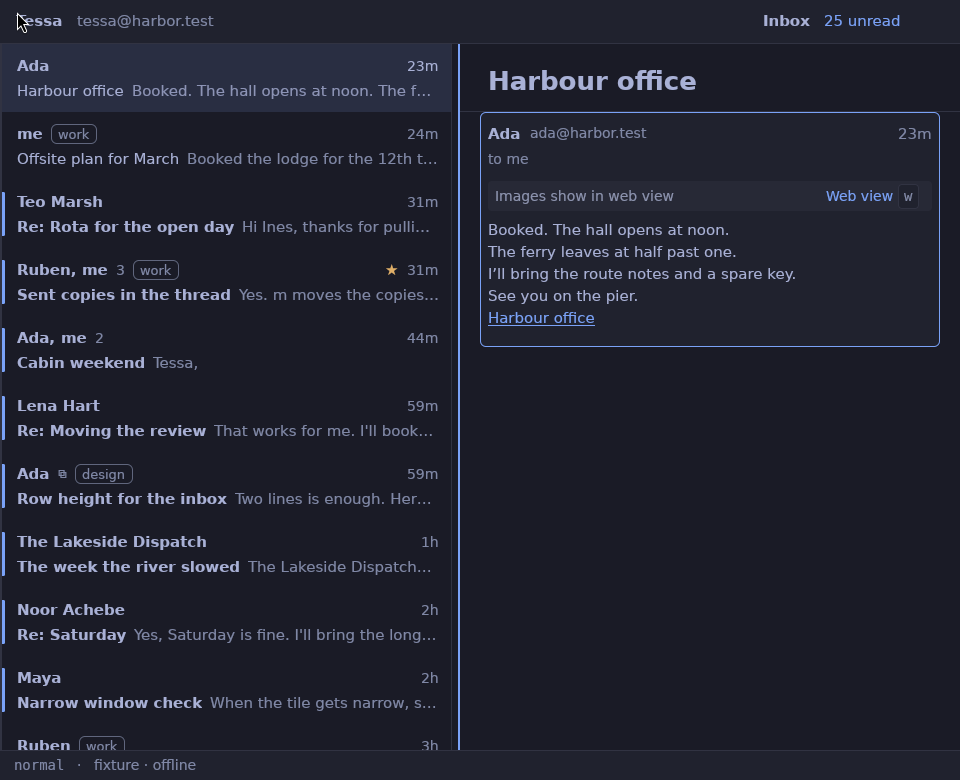 Tessa tessa@harbor.test Inbox 25 unread
Ada 23m
Harbour office Booked. The hall opens at noon. The f…
me work 24m
Offsite plan for March Booked the lodge for the 12th t…
Teo Marsh 31m
Re: Rota for the open day Hi Ines, thanks for pulli…
Ruben, me 3 work ★ 31m
Sent copies in the thread Yes. m moves the copies…
Ada, me 2 44m
Cabin weekend Tessa,
Lena Hart 59m
Re: Moving the review That works for me. I'll book…
Ada design 59m
Row height for the inbox Two lines is enough. Her…
The Lakeside Dispatch 1h
The week the river slowed The Lakeside Dispatch…
Noor Achebe 2h
Re: Saturday Yes, Saturday is fine. I'll bring the long…
Maya 2h
Narrow window check When the tile gets narrow, s…
Ruben work 3h
Harbour office
Ada ada@harbor.test 23m
to me
Images show in web view Web view w
Booked. The hall opens at noon.
The ferry leaves at half past one.
I’ll bring the route notes and a spare key.
See you on the pier.
Harbour office
normal · fixture · offline